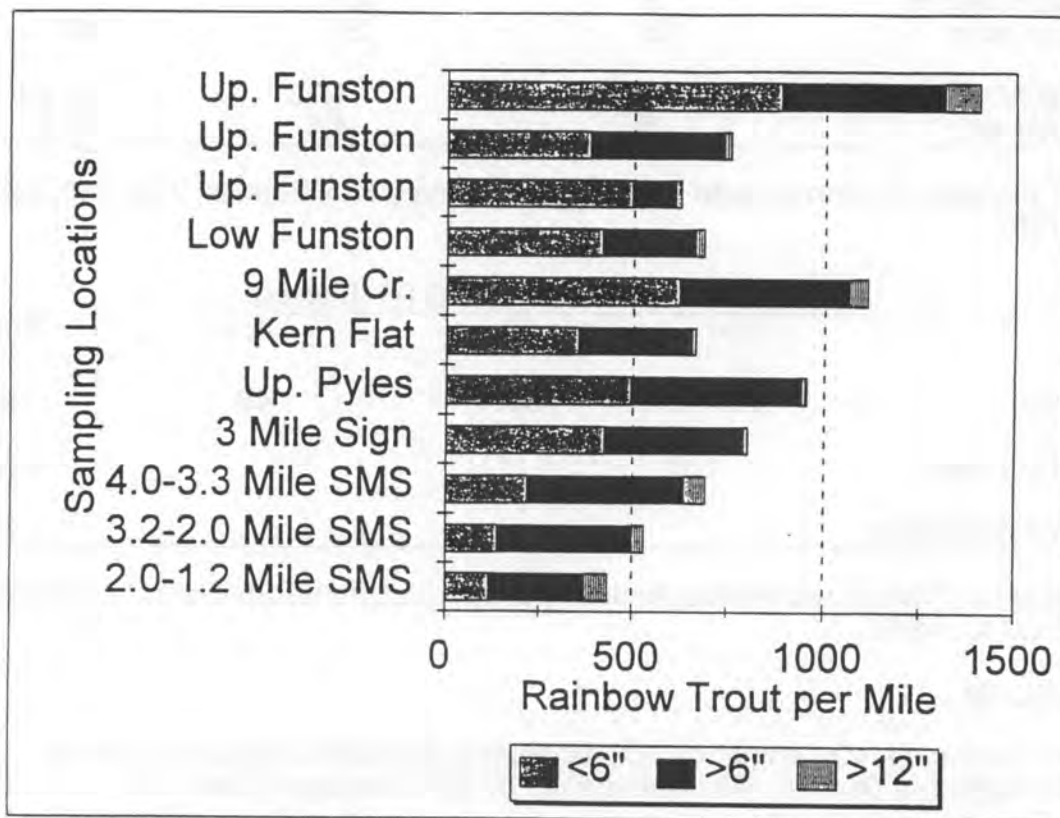 Sampling Locations
Up. Funston
Up. Funston
Up. Funston
Low Funston
9 Mile Cr.
Kern Flat
Up. Pyles
3 Mile Sign
4.0-3.3 Mile SMS
3.2-2.0 Mile SMS
2.0-1.2 Mile SMS
0 500 1000 1500
Rainbow Trout per Mile
<6" >6" >12"